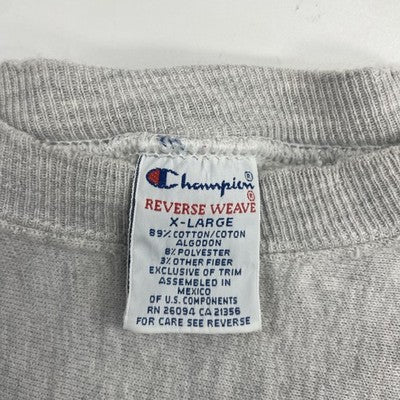 Champion®
REVERSE WEAVE®
X-LARGE
89% COTTON/COTON
ALGODON
8% POLYESTER
3% OTHER FIBER
EXCLUSIVE OF TRIM
ASSEMBLED IN
MEXICO
OF U.S. COMPONENTS
RN 26094 CA 21356
FOR CARE SEE REVERSE